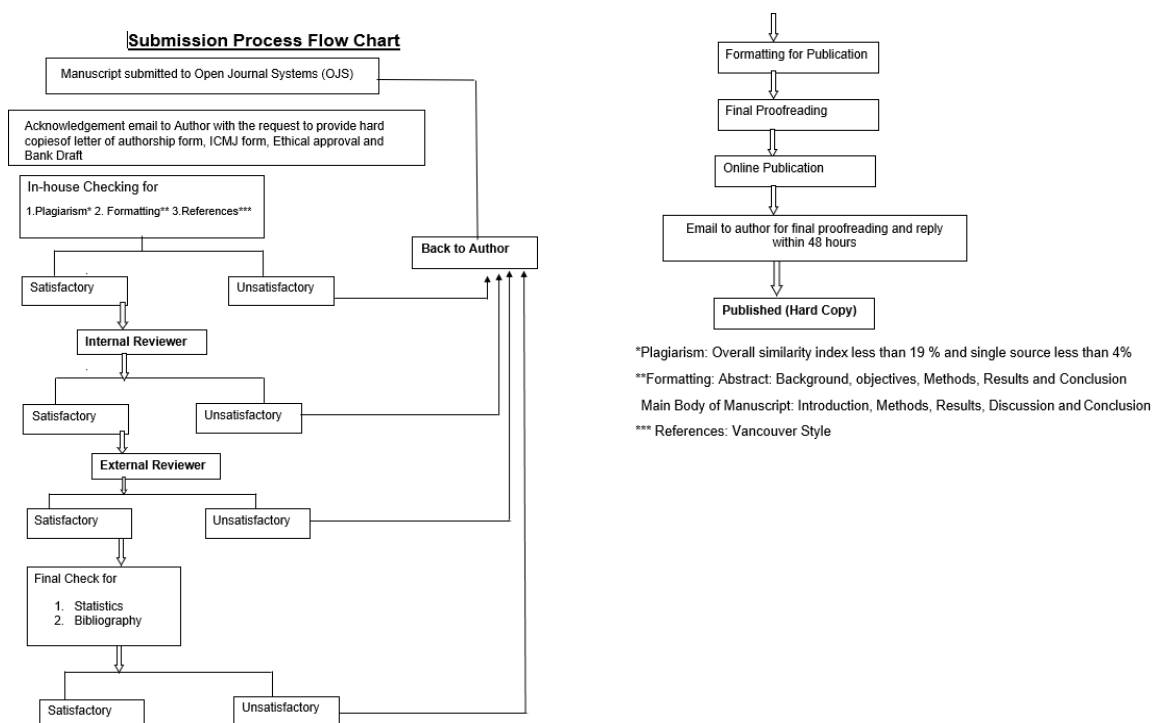 Submission Process Flow Chart
Manuscript submitted to Open Journal Systems (OJS)
Acknowledgement email to Author with the request to provide hard
copiesof letter of authorship form, ICMJ form, Ethical approval and
Bank Draft
In-house Checking for
1.Plagiarism* 2. Formatting** 3.References***
Back to Author
Satisfactory
Unsatisfactory
Internal Reviewer
Satisfactory
Unsatisfactory
External Reviewer
Satisfactory
Unsatisfactory
Final Check for
1. Statistics
2. Bibliography
Satisfactory
Unsatisfactory
Formatting for Publication
Final Proofreading
Online Publication
Email to author for final proofreading and reply
within 48 hours
Published (Hard Copy)
*Plagiarism: Overall similarity index less than 19 % and single source less than 4%
**Formatting: Abstract: Background, objectives, Methods, Results and Conclusion
Main Body of Manuscript: Introduction, Methods, Results, Discussion and Conclusion
*** References: Vancouver Style